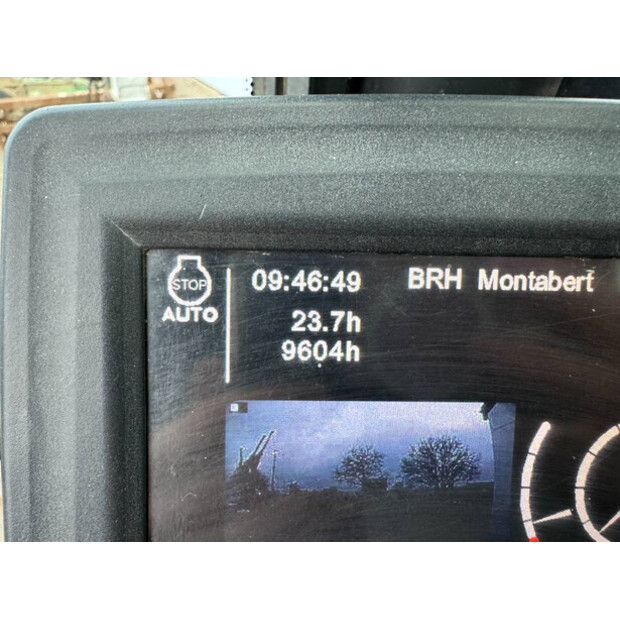 STOP
AUTO
09:46:49 BRH Montabert
23.7h
9604h